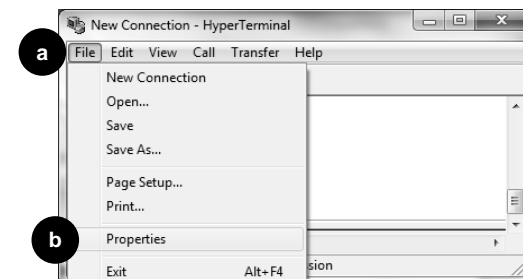 New Connection - HyperTerminal
a
File Edit View Call Transfer Help
New Connection
Open...
Save
Save As...
Page Setup...
Print...
b
Properties
Exit Alt+F4
sion